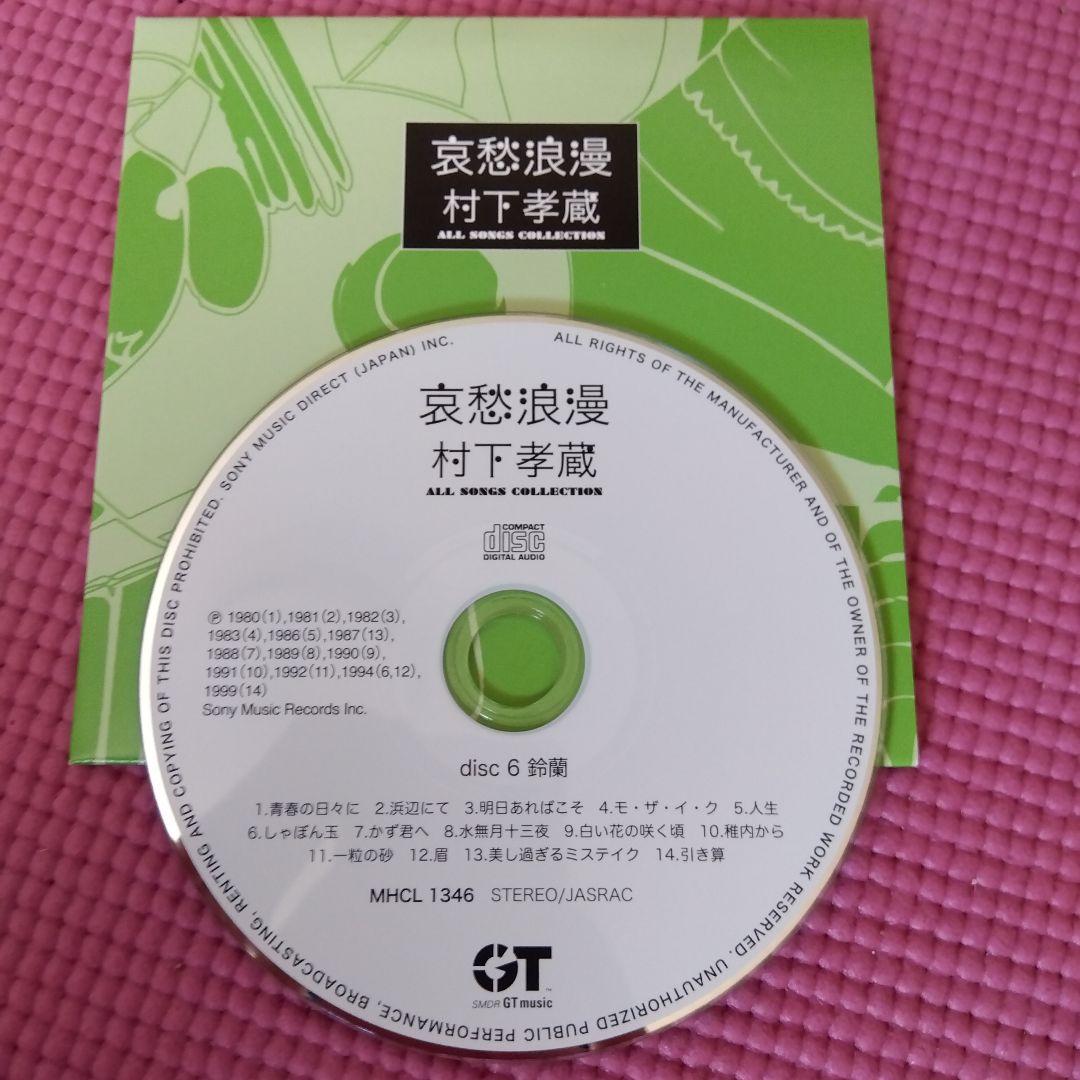 哀愁浪漫
村下孝蔵
ALL SONGS COLLECTION
ALL RIGHTS OF THE MANUFACTURER AND OF THE OWNER OF THE RECORDED WORK RESERVED. UNAUTHORIZED PUBLIC PERFORMANCE, BROADCASTING, RENTING AND COPYING OF THIS DISC PROHIBITED. SONY MUSIC DIRECT (JAPAN) INC.
哀愁浪漫
村下孝蔵
ALL SONGS COLLECTION
COMPACT
disc
DIGITAL AUDIO
℗ 1980(1),1981(2),1982(3),
1983(4),1986(5),1987(13),
1988(7),1989(8),1990(9),
1991(10),1992(11),1994(6,12),
1999(14)
Sony Music Records Inc.
disc 6 鈴蘭
1.青春の日々に 2.浜辺にて 3.明日あればこそ 4.モ・ザ・イ・ク 5.人生
6.しゃぼん玉 7.かず君へ 8.水無月十三夜 9.白い花の咲く頃 10.稚内から
11.一粒の砂 12.眉 13.美し過ぎるミステイク 14.引き算
MHCL 1346 STEREO/JASRAC
GT™
SMDR GT music